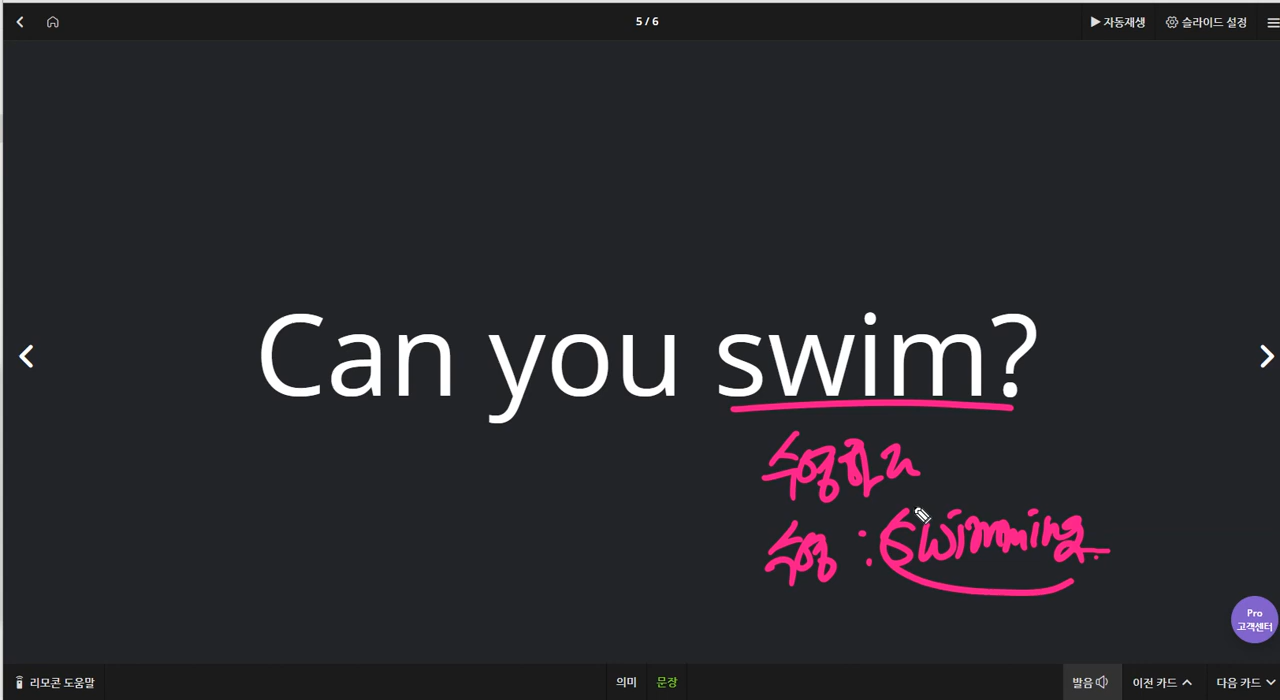 5 / 6
자동재생
슬라이드 설정
Can you swim?
수영하다
수영 : Swimming.
Pro
고객센터
리모콘 도움말
의미
문장
발음
이전 카드
다음 카드